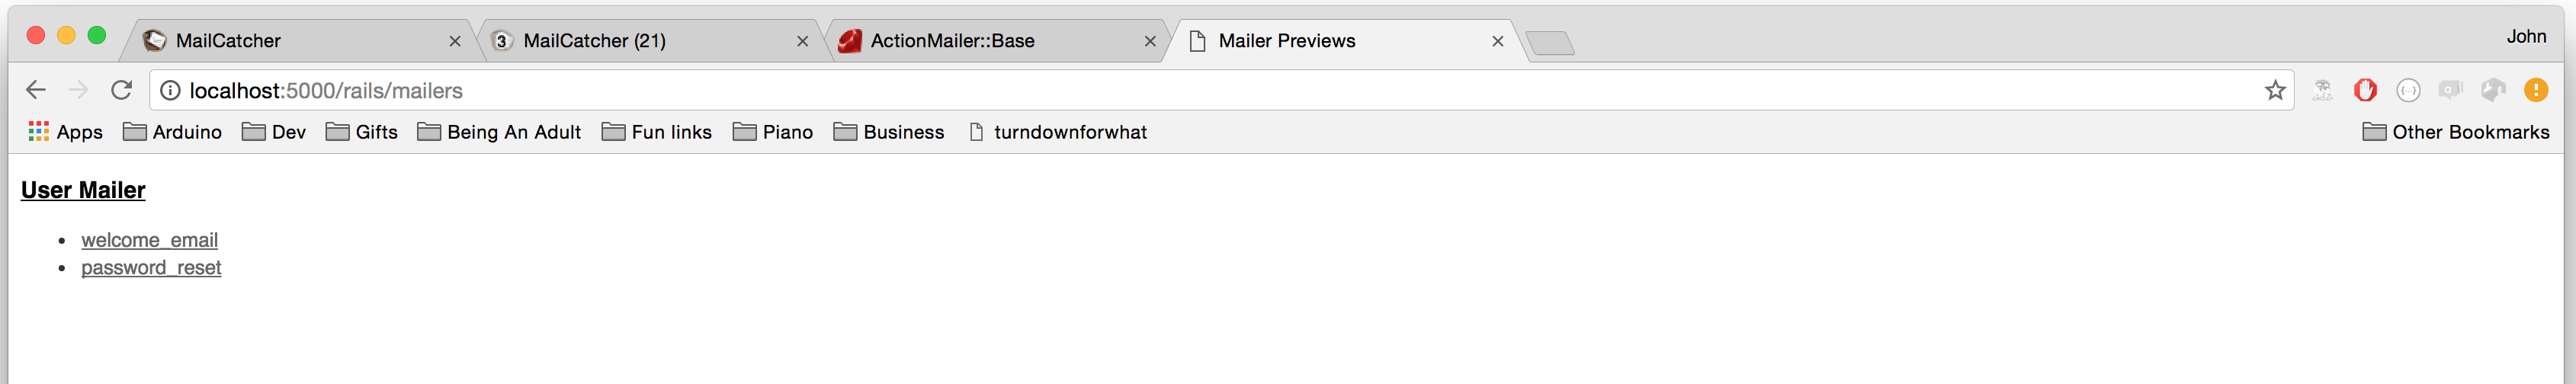 MailCatcher
3 MailCatcher (21)
ActionMailer::Base
Mailer Previews
John
localhost:5000/rails/mailers
Apps Arduino Dev Gifts Being An Adult Fun links Piano Business turndownforwhat Other Bookmarks
User Mailer
• welcome_email
• password_reset